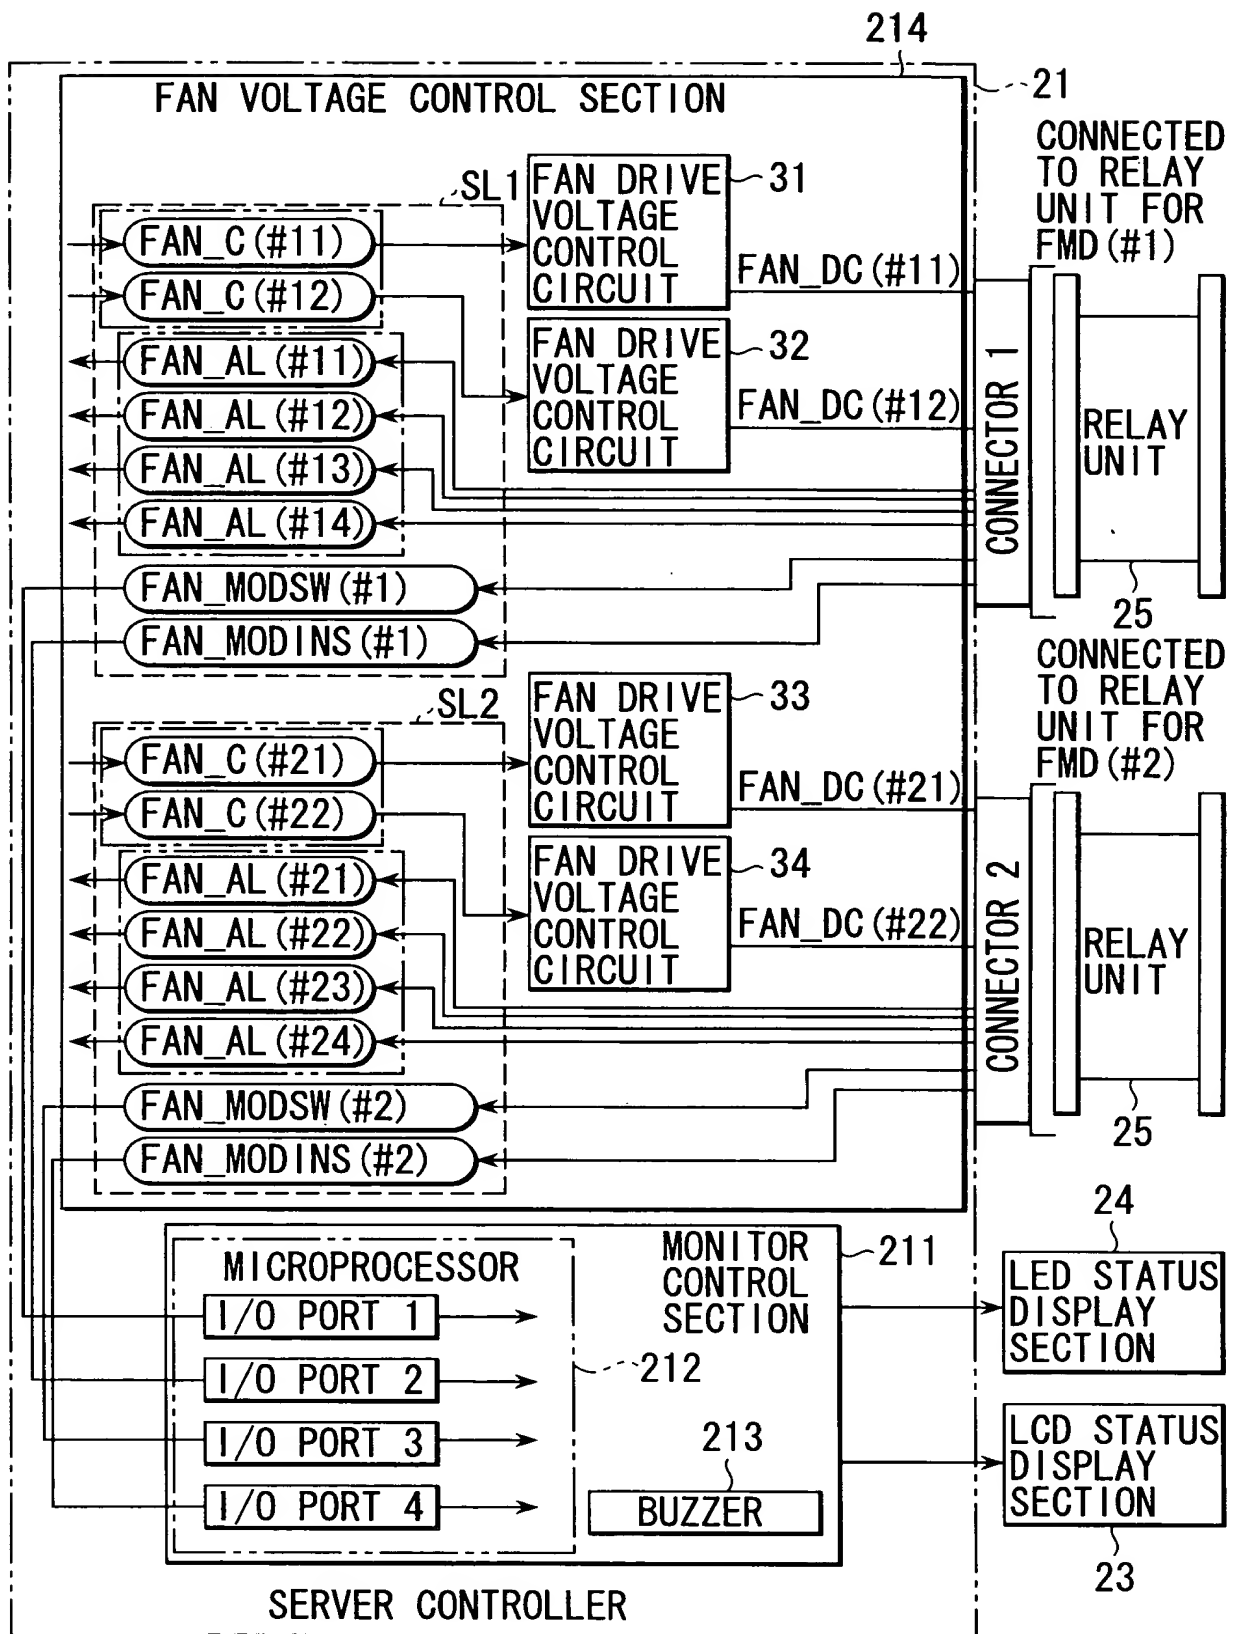 214
FAN VOLTAGE CONTROL SECTION
21
CONNECTED
TO RELAY
UNIT FOR
FMD(#1)
SL1
FAN DRIVE
VOLTAGE
CONTROL
CIRCUIT
31
FAN_C(#11)
FAN_C(#12)
FAN_DC(#11)
FAN_AL(#11)
FAN_AL(#12)
FAN_AL(#13)
FAN_AL(#14)
FAN DRIVE
VOLTAGE
CONTROL
CIRCUIT
32
FAN_DC(#12)
CONNECTOR 1
RELAY
UNIT
25
FAN_MODSW(#1)
FAN_MODINS(#1)
CONNECTED
TO RELAY
UNIT FOR
FMD(#2)
SL2
FAN DRIVE
VOLTAGE
CONTROL
CIRCUIT
33
FAN_C(#21)
FAN_C(#22)
FAN_DC(#21)
FAN_AL(#21)
FAN_AL(#22)
FAN_AL(#23)
FAN_AL(#24)
FAN DRIVE
VOLTAGE
CONTROL
CIRCUIT
34
FAN_DC(#22)
CONNECTOR 2
RELAY
UNIT
25
FAN_MODSW(#2)
FAN_MODINS(#2)
MICROPROCESSOR
I/O PORT 1
I/O PORT 2
I/O PORT 3
I/O PORT 4
212
MONITOR
CONTROL
SECTION
211
213
BUZZER
24
LED STATUS
DISPLAY
SECTION
LCD STATUS
DISPLAY
SECTION
23
SERVER CONTROLLER